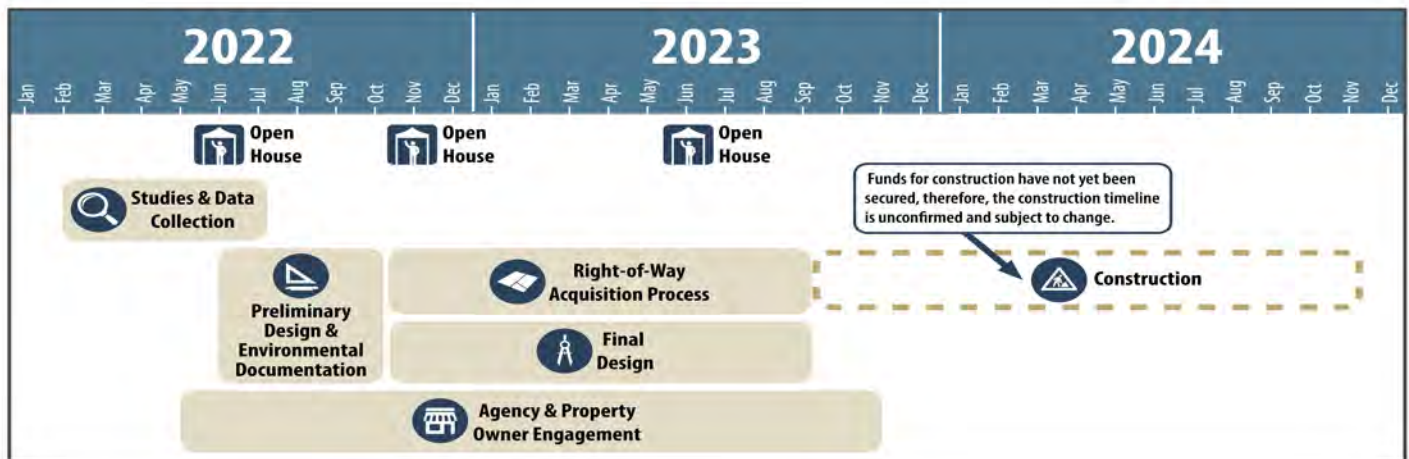 2022
2023
2024
Jan
Feb
Mar
Apr
May
Jun
Jul
Aug
Sep
Oct
Nov
Dec
Jan
Feb
Mar
Apr
May
Jun
Jul
Aug
Sep
Oct
Nov
Dec
Jan
Feb
Mar
Apr
May
Jun
Jul
Aug
Sep
Oct
Nov
Dec
Open
House
Open
House
Open
House
Studies & Data
Collection
Funds for construction have not yet been
secured, therefore, the construction timeline
is unconfirmed and subject to change.
Preliminary
Design &
Environmental
Documentation
Right-of-Way
Acquisition Process
Construction
Final
Design
Agency & Property
Owner Engagement